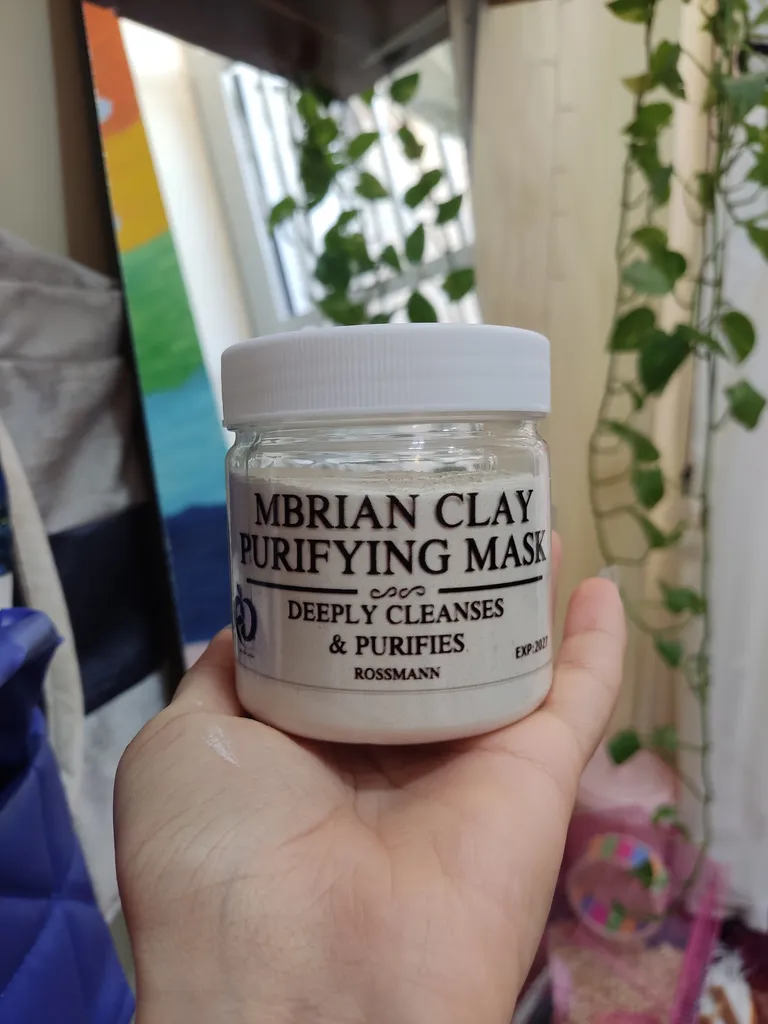 MBRIAN CLAY
PURIFYING MASK
DEEPLY CLEANSES
& PURIFIES
EXP:2027
ROSSMANN